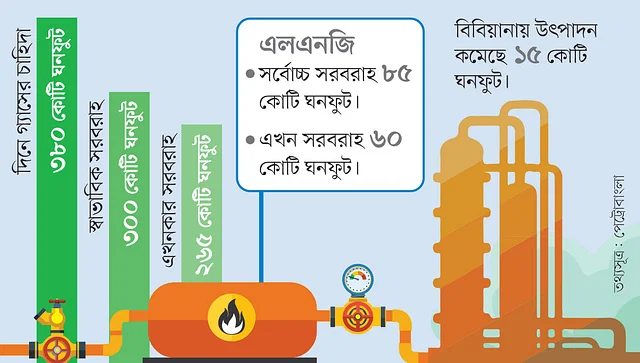 দিনে গ্যাসের চাহিদা
৩৮০ কোটি ঘনফুট
স্বাভাবিক সরবরাহ
৩০০ কোটি ঘনফুট
এখনকার সরবরাহ
২৬৫ কোটি ঘনফুট
এলএনজি
• সর্বোচ্চ সরবরাহ ৮৫
কোটি ঘনফুট।
• এখন সরবরাহ ৬০
কোটি ঘনফুট।
বিবিয়ানায় উৎপাদন
কমেছে ১৫ কোটি
ঘনফুট।
তথ্যসূত্র : পেট্রোবাংলা